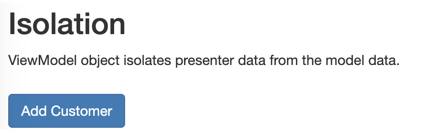 Isolation
ViewModel object isolates presenter data from the model data.
Add Customer